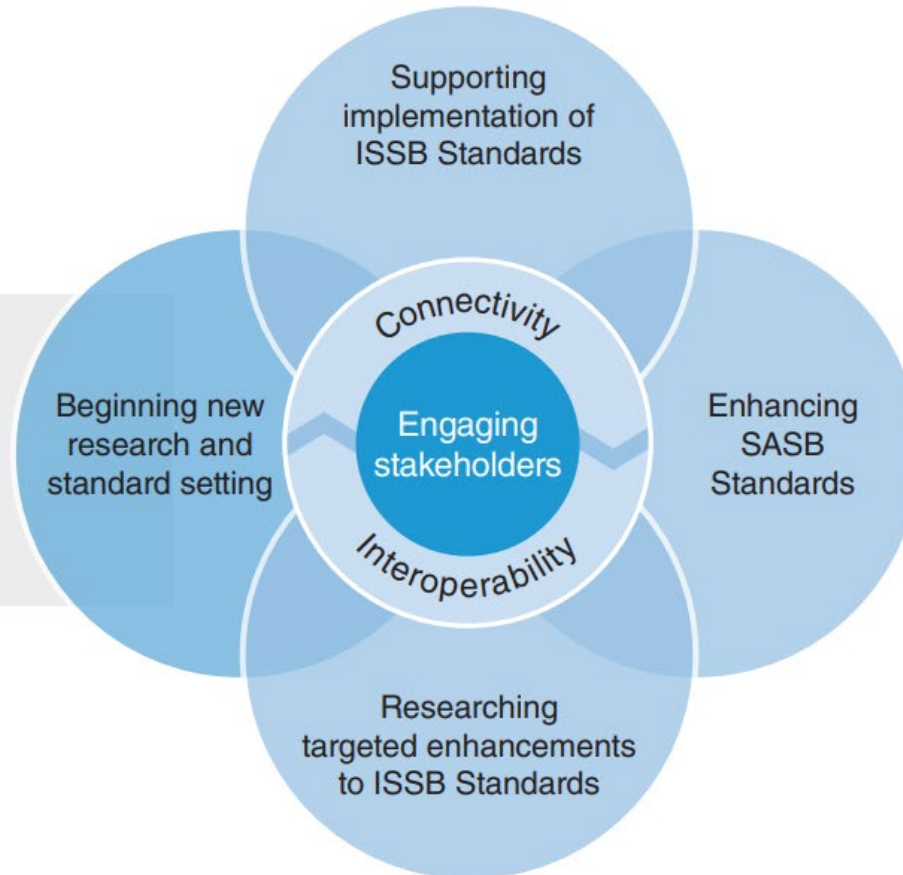 Supporting
implementation of
ISSB Standards
Connectivity
Beginning new
research and
standard setting
Engaging
stakeholders
Enhancing
SASB
Standards
Interoperability
Researching
targeted enhancements
to ISSB Standards